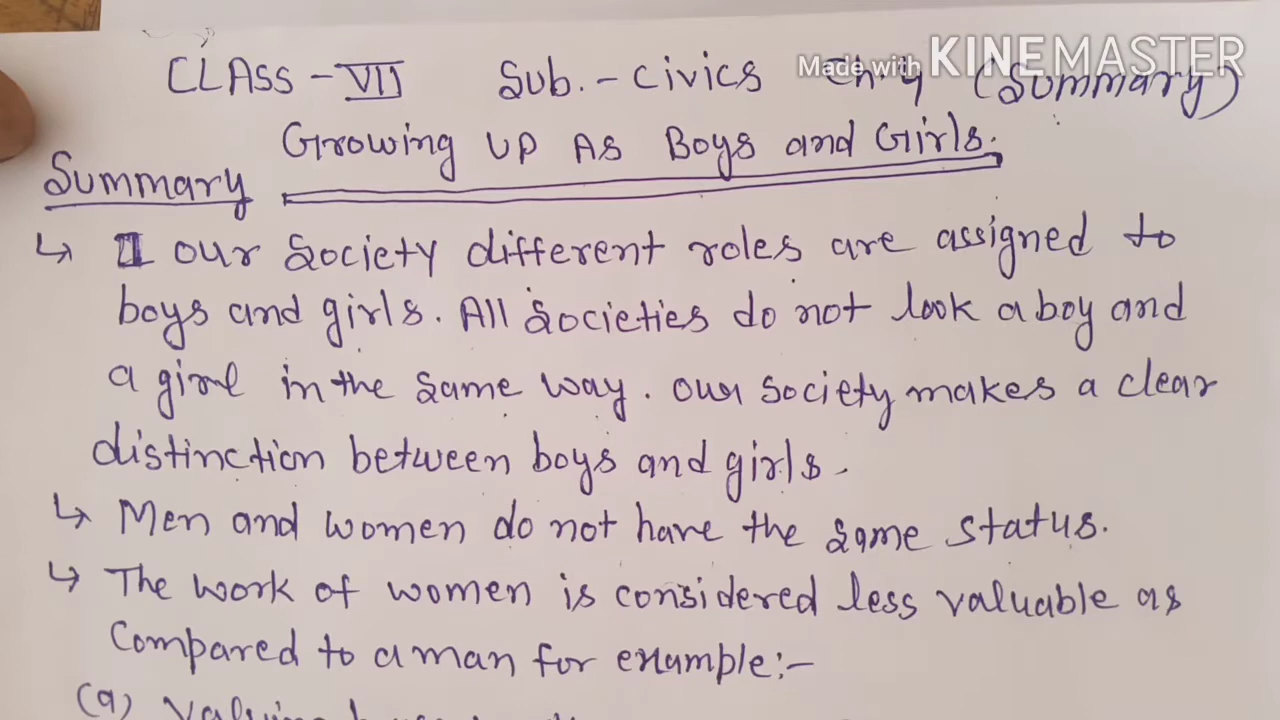 CLASS - VII Sub. - Civics Ch-4 (Summary)
Made with KINEMASTER
Growing UP As Boys and Girls.
Summary
↳ I our Society different roles are assigned to
boys and girls. All Societies do not look a boy and
a girl in the same way. our society makes a clear
distinction between boys and girls.
↳ Men and women do not have the same status.
↳ The work of women is considered less valuable as
Compared to a man for example:-
(a)